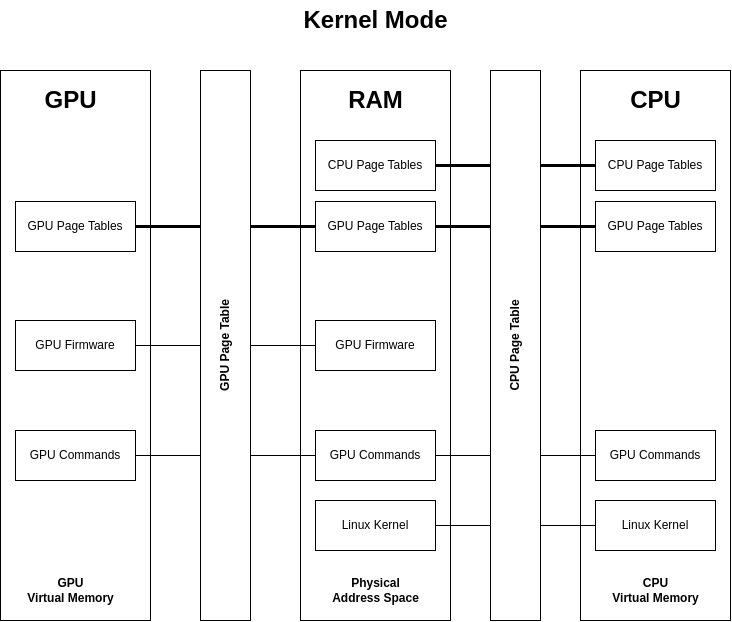 Kernel Mode
GPU
RAM
CPU
CPU Page Tables
CPU Page Tables
GPU Page Tables
GPU Page Tables
GPU Page Tables
GPU Page Table
CPU Page Table
GPU Firmware
GPU Firmware
GPU Commands
GPU Commands
GPU Commands
Linux Kernel
Linux Kernel
GPU
Virtual Memory
Physical
Address Space
CPU
Virtual Memory